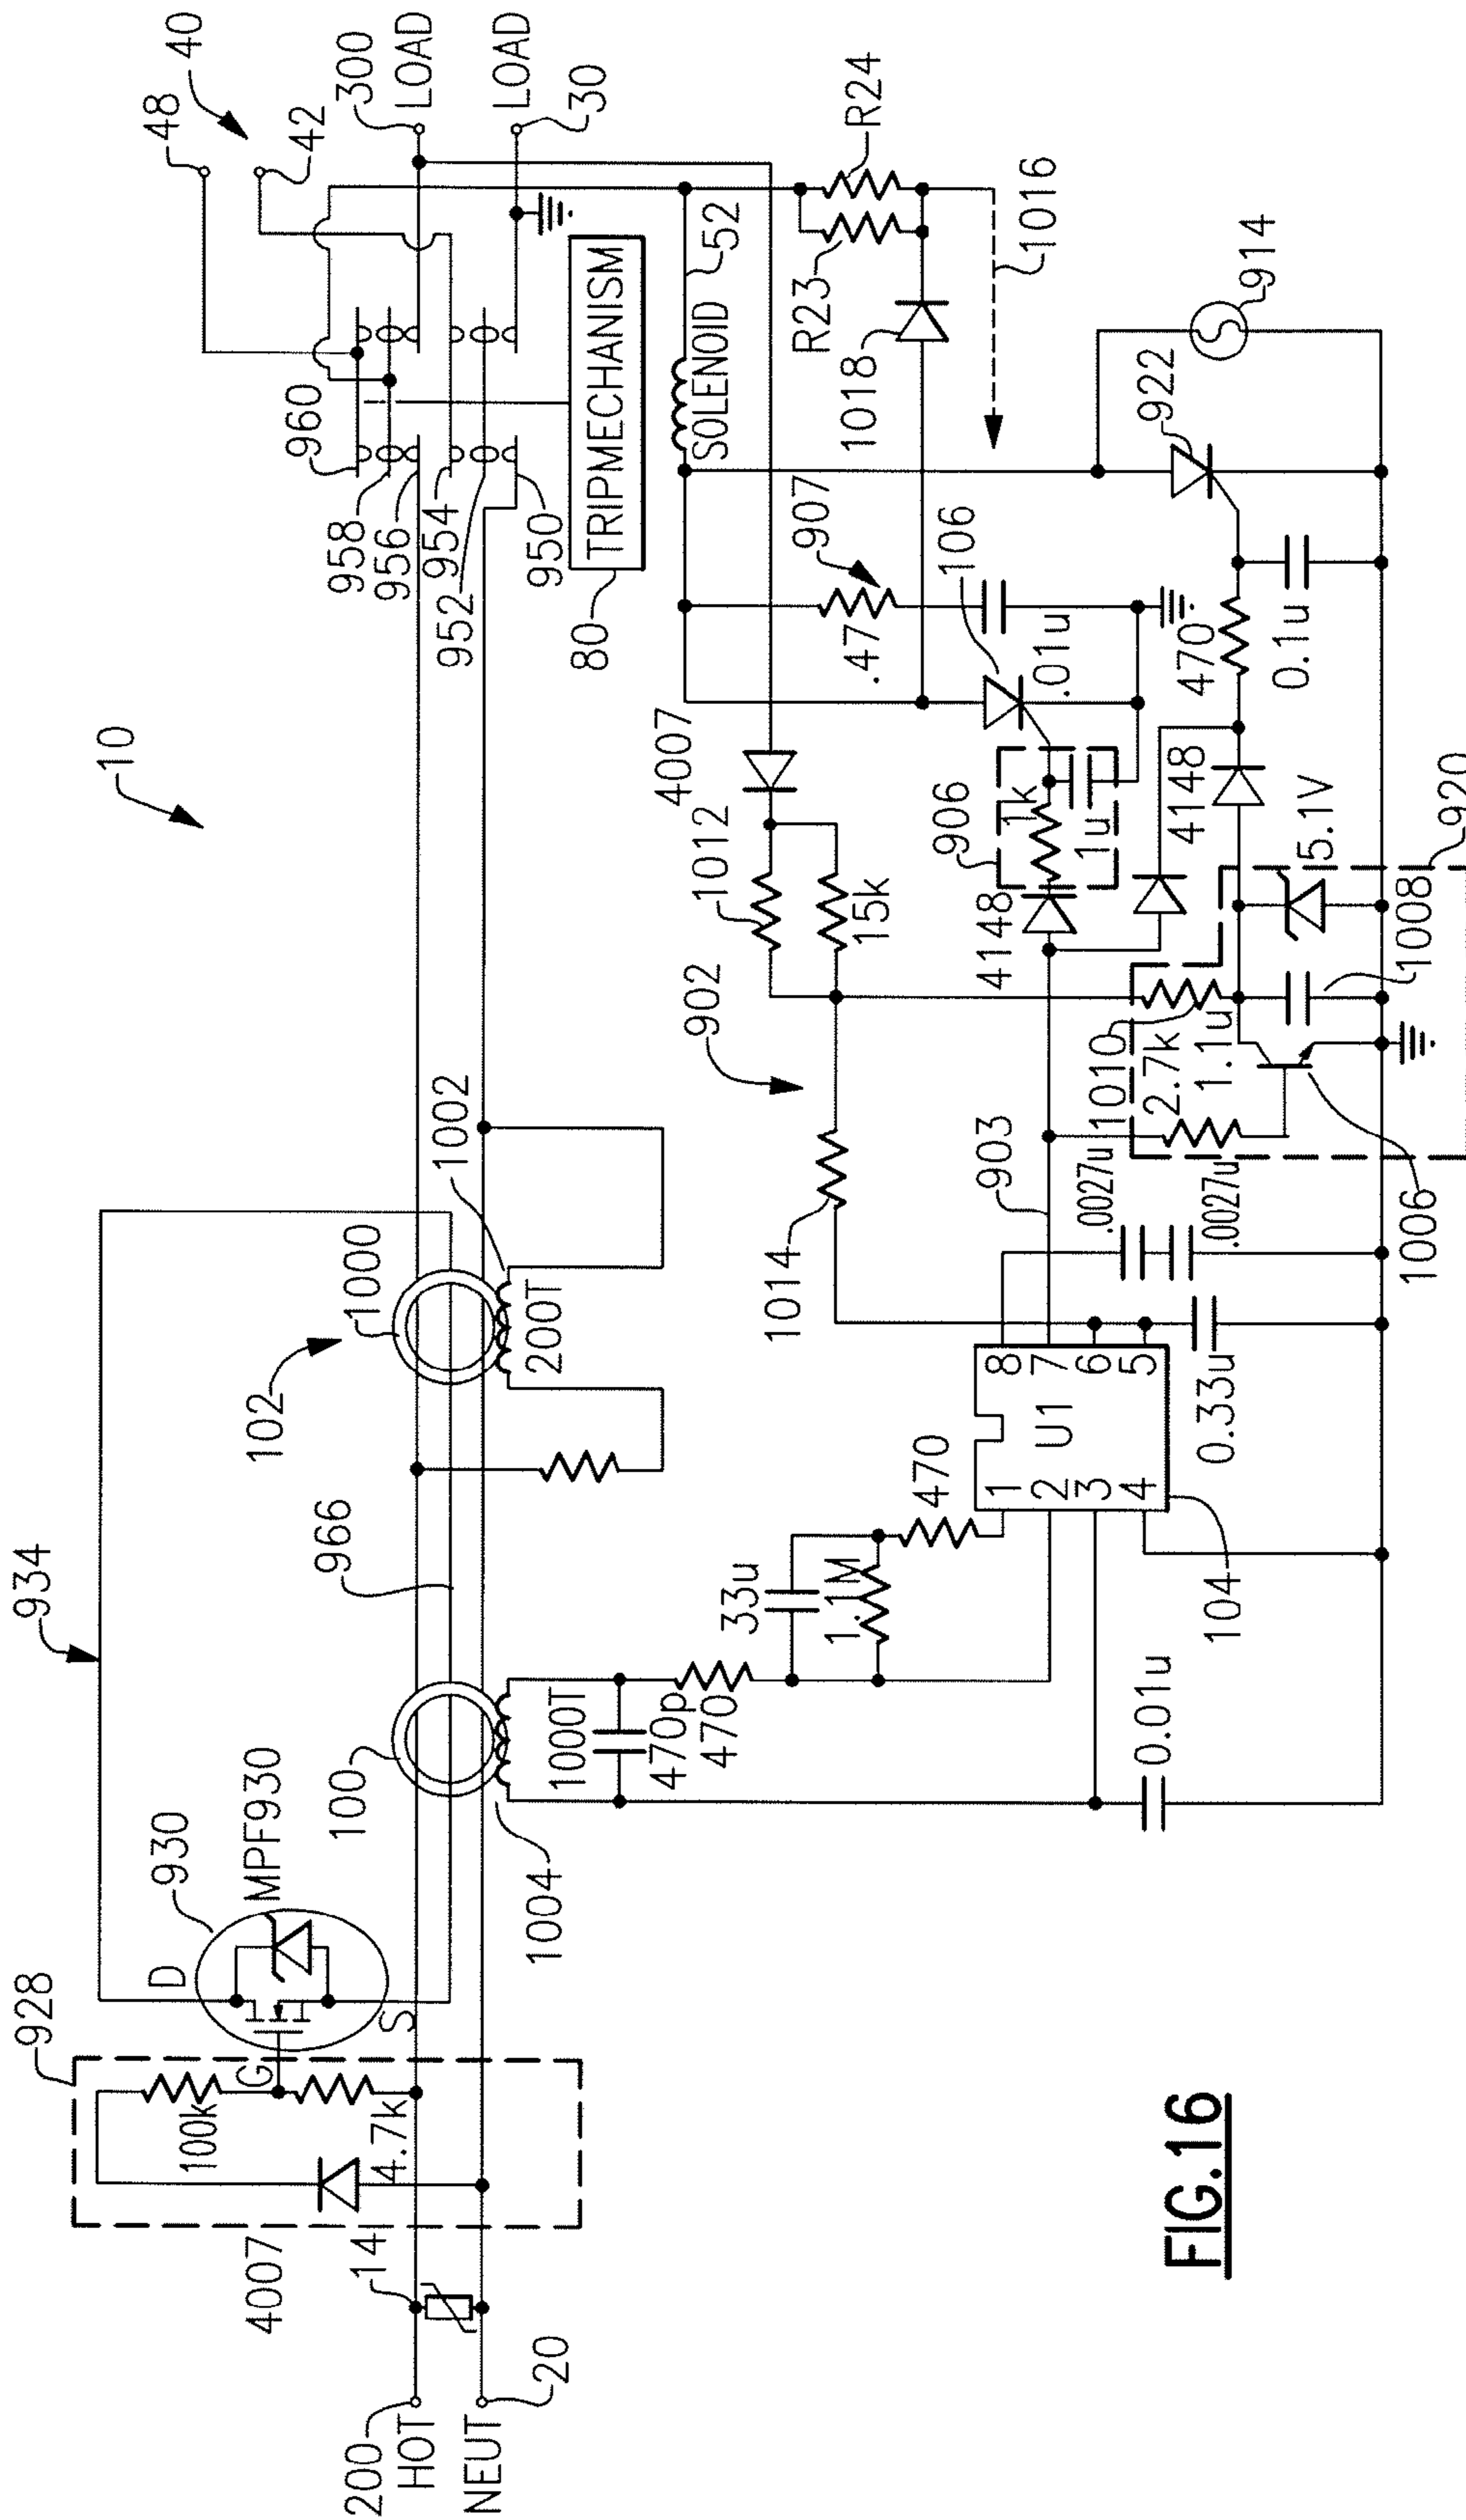 10
40
48
42
300
LOAD
LOAD
30
960
958
956
954
952
950
80
TRIPMECHANISM
SOLENOID
52
R23
R24
1018
1016
914
922
907
.47
106
.01u
470
0.1u
4007
1012
15k
906
1k
1u
4148
4148
5.1V
920
1008
902
1010
2.7k
1.1u
1006
903
1014
.0027u
.0027u
934
102
1000
1002
200T
966
8
7
6
5
U1
1
2
3
4
0.33u
104
470
33u
1.1M
470
470p
1000T
0.01u
100
1004
930
MPF930
D
S
G
928
100k
4.7k
4007
14
200
HOT
NEUT
20
FIG.16